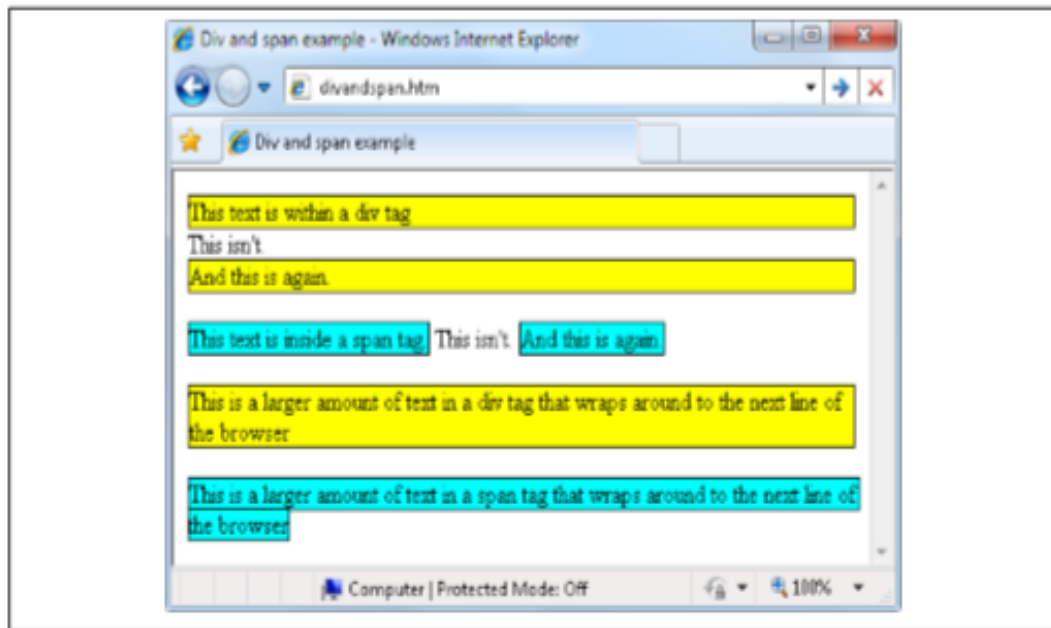 Div and span example - Windows Internet Explorer
divandspan.htm
Div and span example
This text is within a div tag
This isn't.
And this is again.
This text is inside a span tag. This isn't. And this is again.
This is a larger amount of text in a div tag that wraps around to the next line of
the browser
This is a larger amount of text in a span tag that wraps around to the next line of
the browser
Computer | Protected Mode: Off 100%